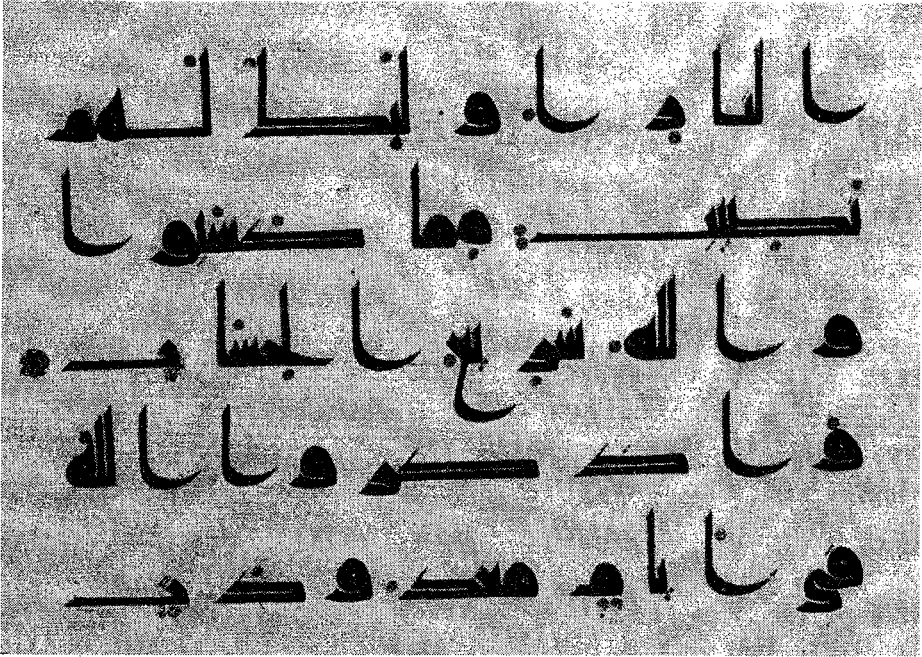 النار اولئك لهم
نصيب مما كسبوا
والله سريع الحساب
واذكروا الله
في ايام معدودت